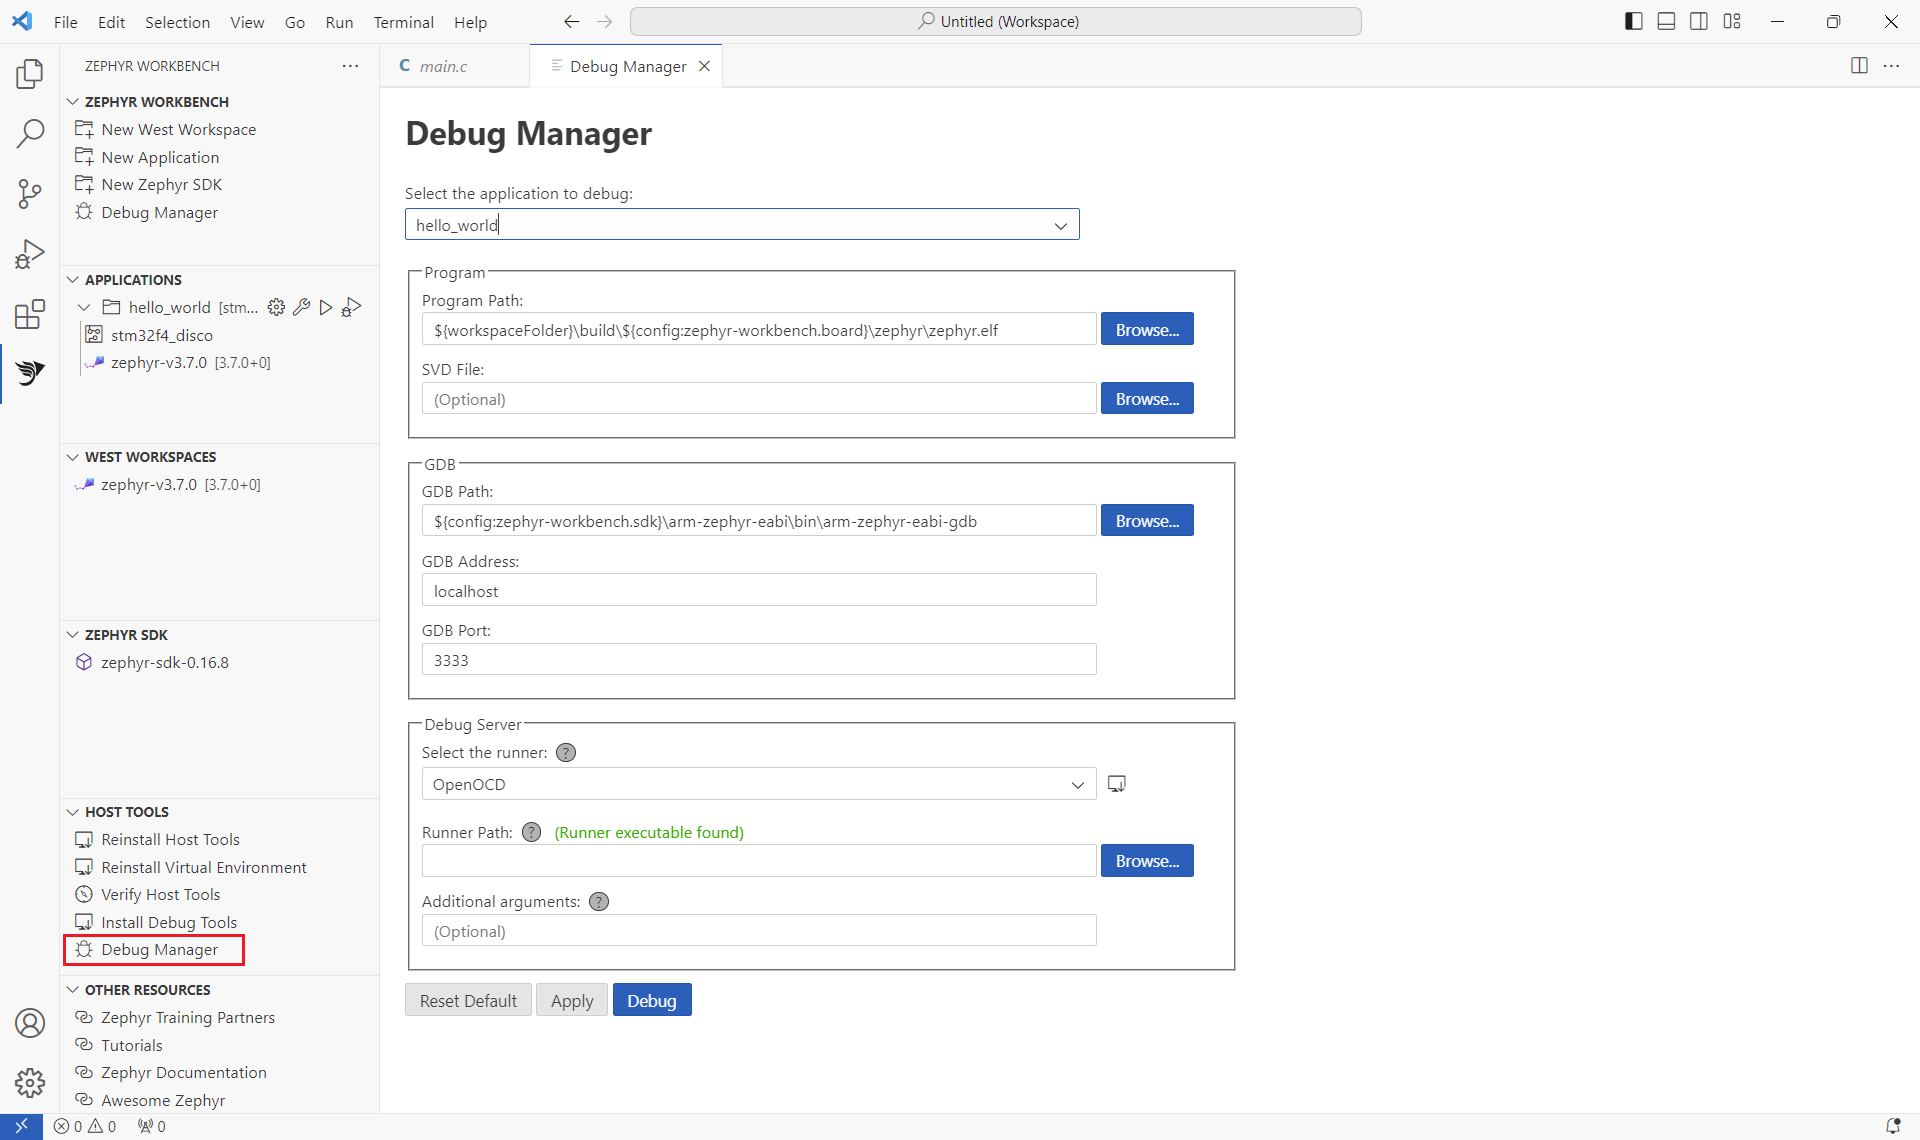 File Edit Selection View Go Run Terminal Help
Untitled (Workspace)
ZEPHYR WORKBENCH
ZEPHYR WORKBENCH
New West Workspace
New Application
New Zephyr SDK
Debug Manager
APPLICATIONS
hello_world [stm...
stm32f4_disco
zephyr-v3.7.0 [3.7.0+0]
WEST WORKSPACES
zephyr-v3.7.0 [3.7.0+0]
ZEPHYR SDK
zephyr-sdk-0.16.8
HOST TOOLS
Reinstall Host Tools
Reinstall Virtual Environment
Verify Host Tools
Install Debug Tools
Debug Manager
OTHER RESOURCES
Zephyr Training Partners
Tutorials
Zephyr Documentation
Awesome Zephyr
C main.c
Debug Manager
Debug Manager
Select the application to debug:
hello_world
Program
Program Path:
${workspaceFolder}\build\${config:zephyr-workbench.board}\zephyr\zephyr.elf
Browse...
SVD File:
(Optional)
Browse...
GDB
GDB Path:
${config:zephyr-workbench.sdk}\arm-zephyr-eabi\bin\arm-zephyr-eabi-gdb
Browse...
GDB Address:
localhost
GDB Port:
3333
Debug Server
Select the runner: ?
OpenOCD
Runner Path: ? (Runner executable found)
Browse...
Additional arguments: ?
(Optional)
Reset Default Apply Debug
0 0 0